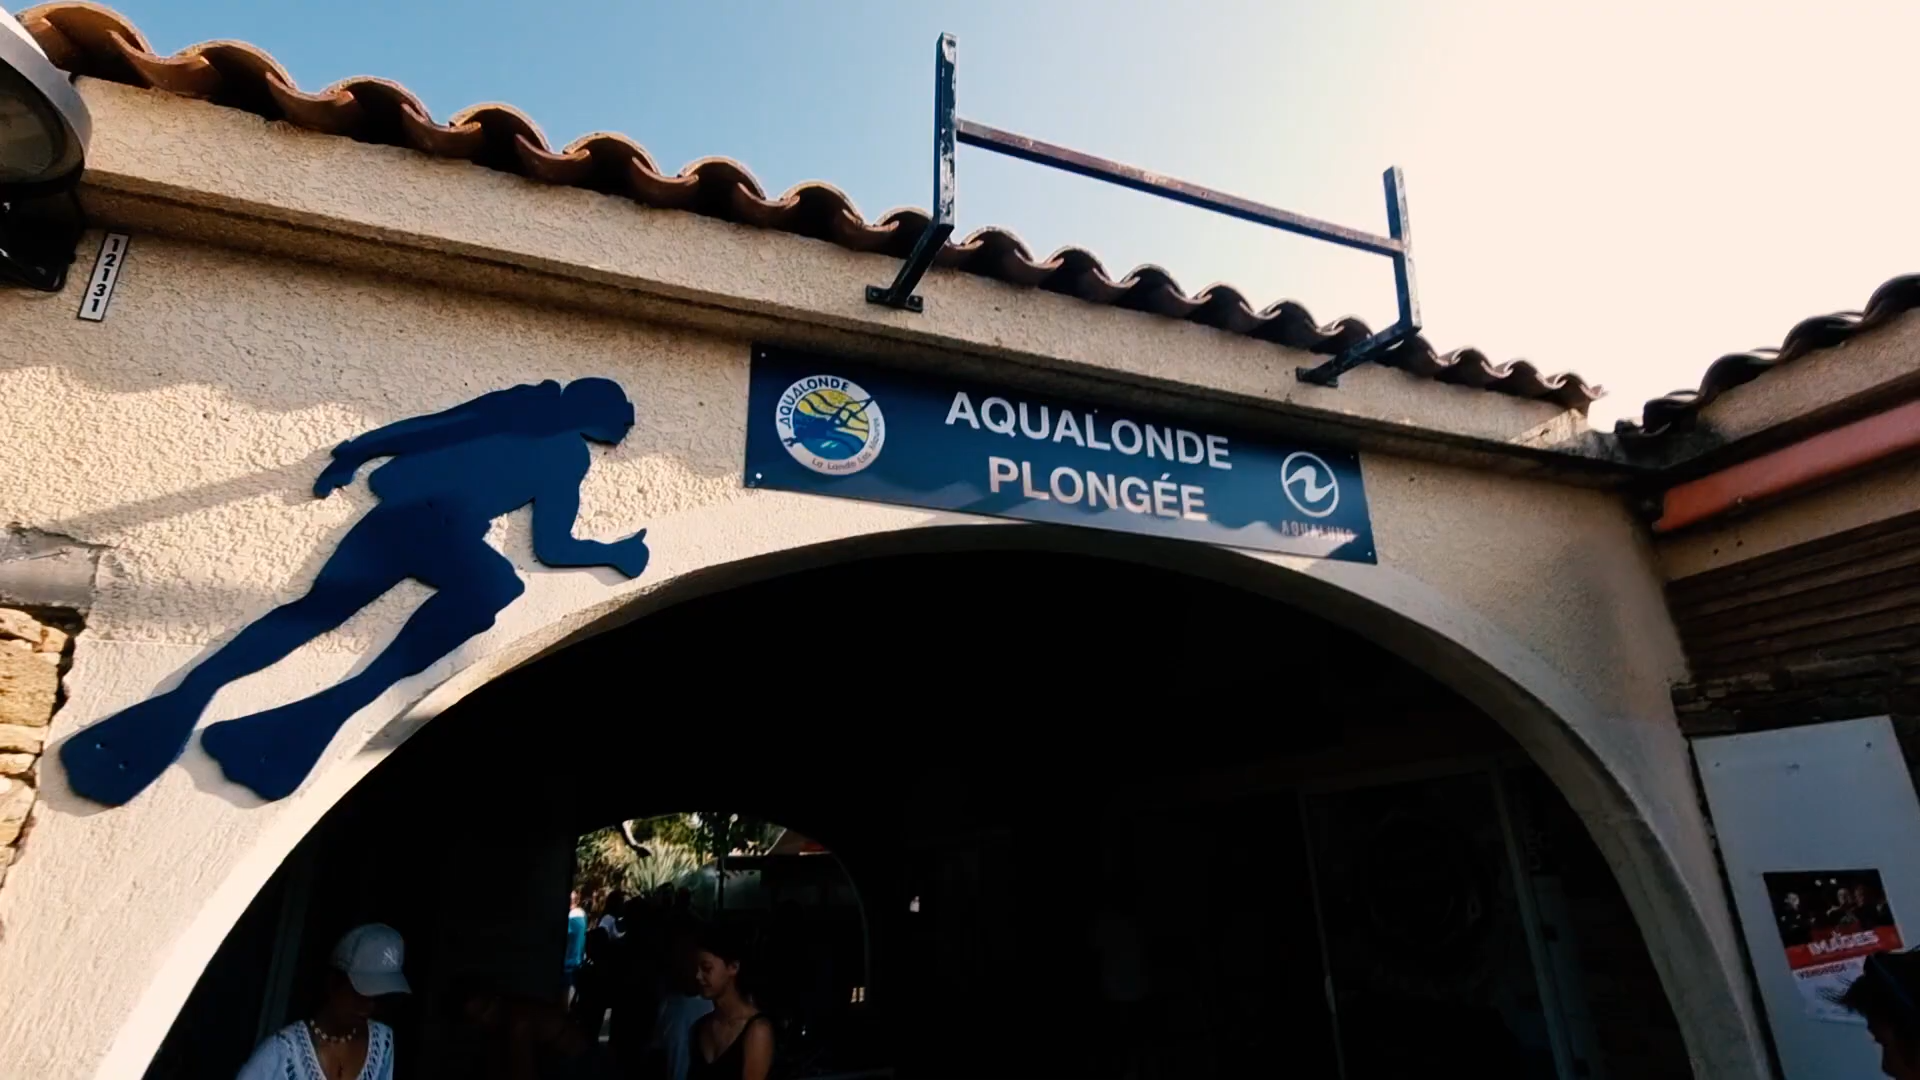 12131
AQUALONDE
La Londe Les Maures
AQUALONDE
PLONGÉE
AQUALUNG
IMAGES